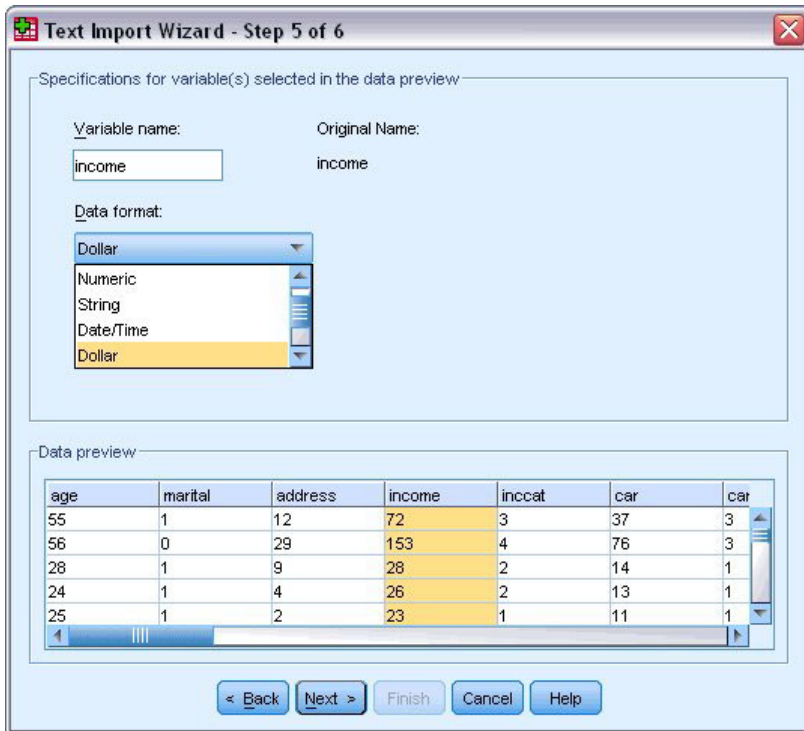 Text Import Wizard - Step 5 of 6
Specifications for variable(s) selected in the data preview
Variable name: Original Name:
income income
Data format:
Dollar
Numeric
String
Date/Time
Dollar
Data preview
age marital address income inccat car car
55 1 12 72 3 37 3
56 0 29 153 4 76 3
28 1 9 28 2 14 1
24 1 4 26 2 13 1
25 1 2 23 1 11 1
< Back Next > Finish Cancel Help